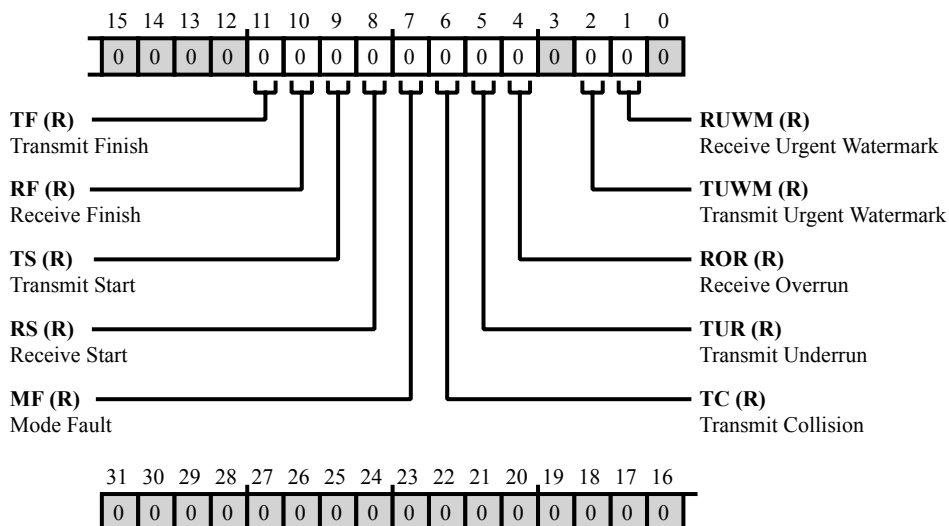 15 14 13 12 11 10 9 8 7 6 5 4 3 2 1 0
0 0 0 0 0 0 0 0 0 0 0 0 0 0 0 0
TF (R)
Transmit Finish
RF (R)
Receive Finish
TS (R)
Transmit Start
RS (R)
Receive Start
MF (R)
Mode Fault
RUWM (R)
Receive Urgent Watermark
TUWM (R)
Transmit Urgent Watermark
ROR (R)
Receive Overrun
TUR (R)
Transmit Underrun
TC (R)
Transmit Collision
31 30 29 28 27 26 25 24 23 22 21 20 19 18 17 16
0 0 0 0 0 0 0 0 0 0 0 0 0 0 0 0